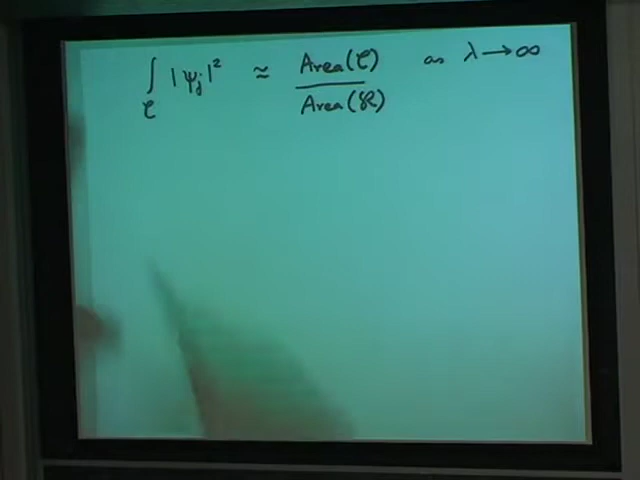 ∫_𝒞 |ψ_j|² ≈ Area(𝒞) / Area(Ω) as λ → ∞